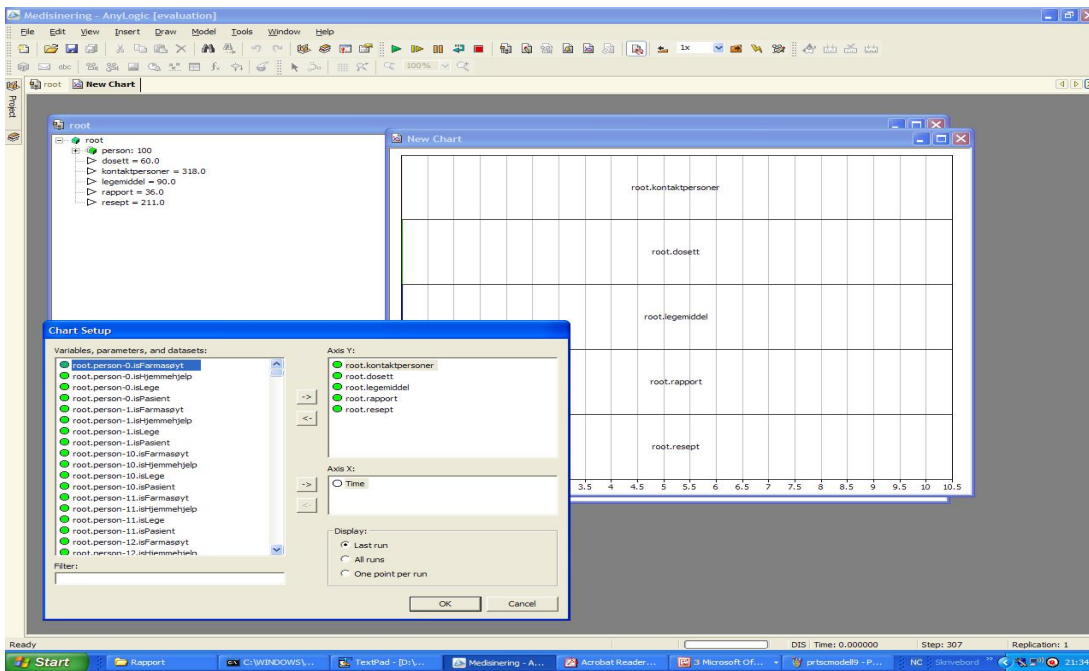 Medisinering - AnyLogic [evaluation]
File Edit View Insert Draw Model Tools Window Help
1x
abc 100%
root New Chart
Project
root
root
person: 100
dosett = 60.0
kontaktpersoner = 318.0
legemiddel = 90.0
rapport = 36.0
resept = 211.0
New Chart
root.kontaktpersoner
root.dosett
root.legemiddel
root.rapport
root.resept
3.5 4 4.5 5 5.5 6 6.5 7 7.5 8 8.5 9 9.5 10 10.5
Chart Setup
Variables, parameters, and datasets:
root.person-0.isFarmasøyt
root.person-0.isHjemmehjelp
root.person-0.isLege
root.person-0.isPasient
root.person-1.isFarmasøyt
root.person-1.isHjemmehjelp
root.person-1.isLege
root.person-1.isPasient
root.person-10.isFarmasøyt
root.person-10.isHjemmehjelp
root.person-10.isLege
root.person-10.isPasient
root.person-11.isFarmasøyt
root.person-11.isHjemmehjelp
root.person-11.isLege
root.person-11.isPasient
root.person-12.isFarmasøyt
root.person-12.isHjemmehjelp
Filter:
->
<-
Axis Y:
root.kontaktpersoner
root.dosett
root.legemiddel
root.rapport
root.resept
->
<-
Axis X:
Time
Display:
Last run
All runs
One point per run
OK Cancel
Ready DIS Time: 0.000000 Step: 307 Replication: 1
Start Rapport C:\WINDOWS\... TextPad - [D:\... Medisinering - A... Acrobat Reader... 3 Microsoft Of... prtscmodell9 - P... NC Skrivebord 21:54